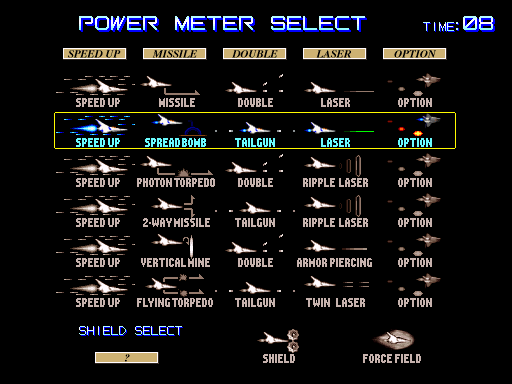 POWER METER SELECT TIME:08
SPEED UP MISSILE DOUBLE LASER OPTION
SPEED UP MISSILE DOUBLE LASER OPTION
SPEED UP SPREAD BOMB TAILGUN LASER OPTION
SPEED UP PHOTON TORPEDO DOUBLE RIPPLE LASER OPTION
SPEED UP 2-WAY MISSILE TAILGUN RIPPLE LASER OPTION
SPEED UP VERTICAL MINE DOUBLE ARMOR PIERCING OPTION
SPEED UP FLYING TORPEDO TAILGUN TWIN LASER OPTION
SHIELD SELECT
? SHIELD FORCE FIELD